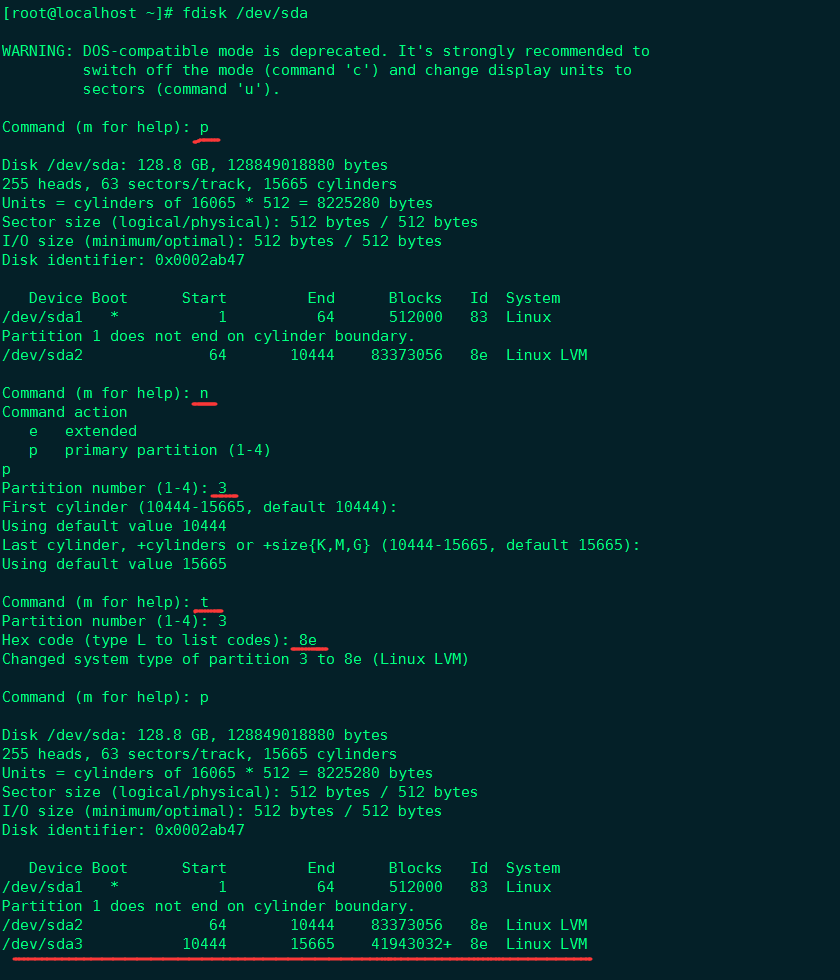 [root@localhost ~]# fdisk /dev/sda
WARNING: DOS-compatible mode is deprecated. It's strongly recommended to
         switch off the mode (command 'c') and change display units to
         sectors (command 'u').
Command (m for help): p
Disk /dev/sda: 128.8 GB, 128849018880 bytes
255 heads, 63 sectors/track, 15665 cylinders
Units = cylinders of 16065 * 512 = 8225280 bytes
Sector size (logical/physical): 512 bytes / 512 bytes
I/O size (minimum/optimal): 512 bytes / 512 bytes
Disk identifier: 0x0002ab47
   Device Boot      Start         End      Blocks   Id  System
/dev/sda1   *           1          64      512000   83  Linux
Partition 1 does not end on cylinder boundary.
/dev/sda2              64       10444    83373056   8e  Linux LVM
Command (m for help): n
Command action
   e   extended
   p   primary partition (1-4)
p
Partition number (1-4): 3
First cylinder (10444-15665, default 10444):
Using default value 10444
Last cylinder, +cylinders or +size{K,M,G} (10444-15665, default 15665):
Using default value 15665
Command (m for help): t
Partition number (1-4): 3
Hex code (type L to list codes): 8e
Changed system type of partition 3 to 8e (Linux LVM)
Command (m for help): p
Disk /dev/sda: 128.8 GB, 128849018880 bytes
255 heads, 63 sectors/track, 15665 cylinders
Units = cylinders of 16065 * 512 = 8225280 bytes
Sector size (logical/physical): 512 bytes / 512 bytes
I/O size (minimum/optimal): 512 bytes / 512 bytes
Disk identifier: 0x0002ab47
   Device Boot      Start         End      Blocks   Id  System
/dev/sda1   *           1          64      512000   83  Linux
Partition 1 does not end on cylinder boundary.
/dev/sda2              64       10444    83373056   8e  Linux LVM
/dev/sda3           10444       15665    41943032+  8e  Linux LVM